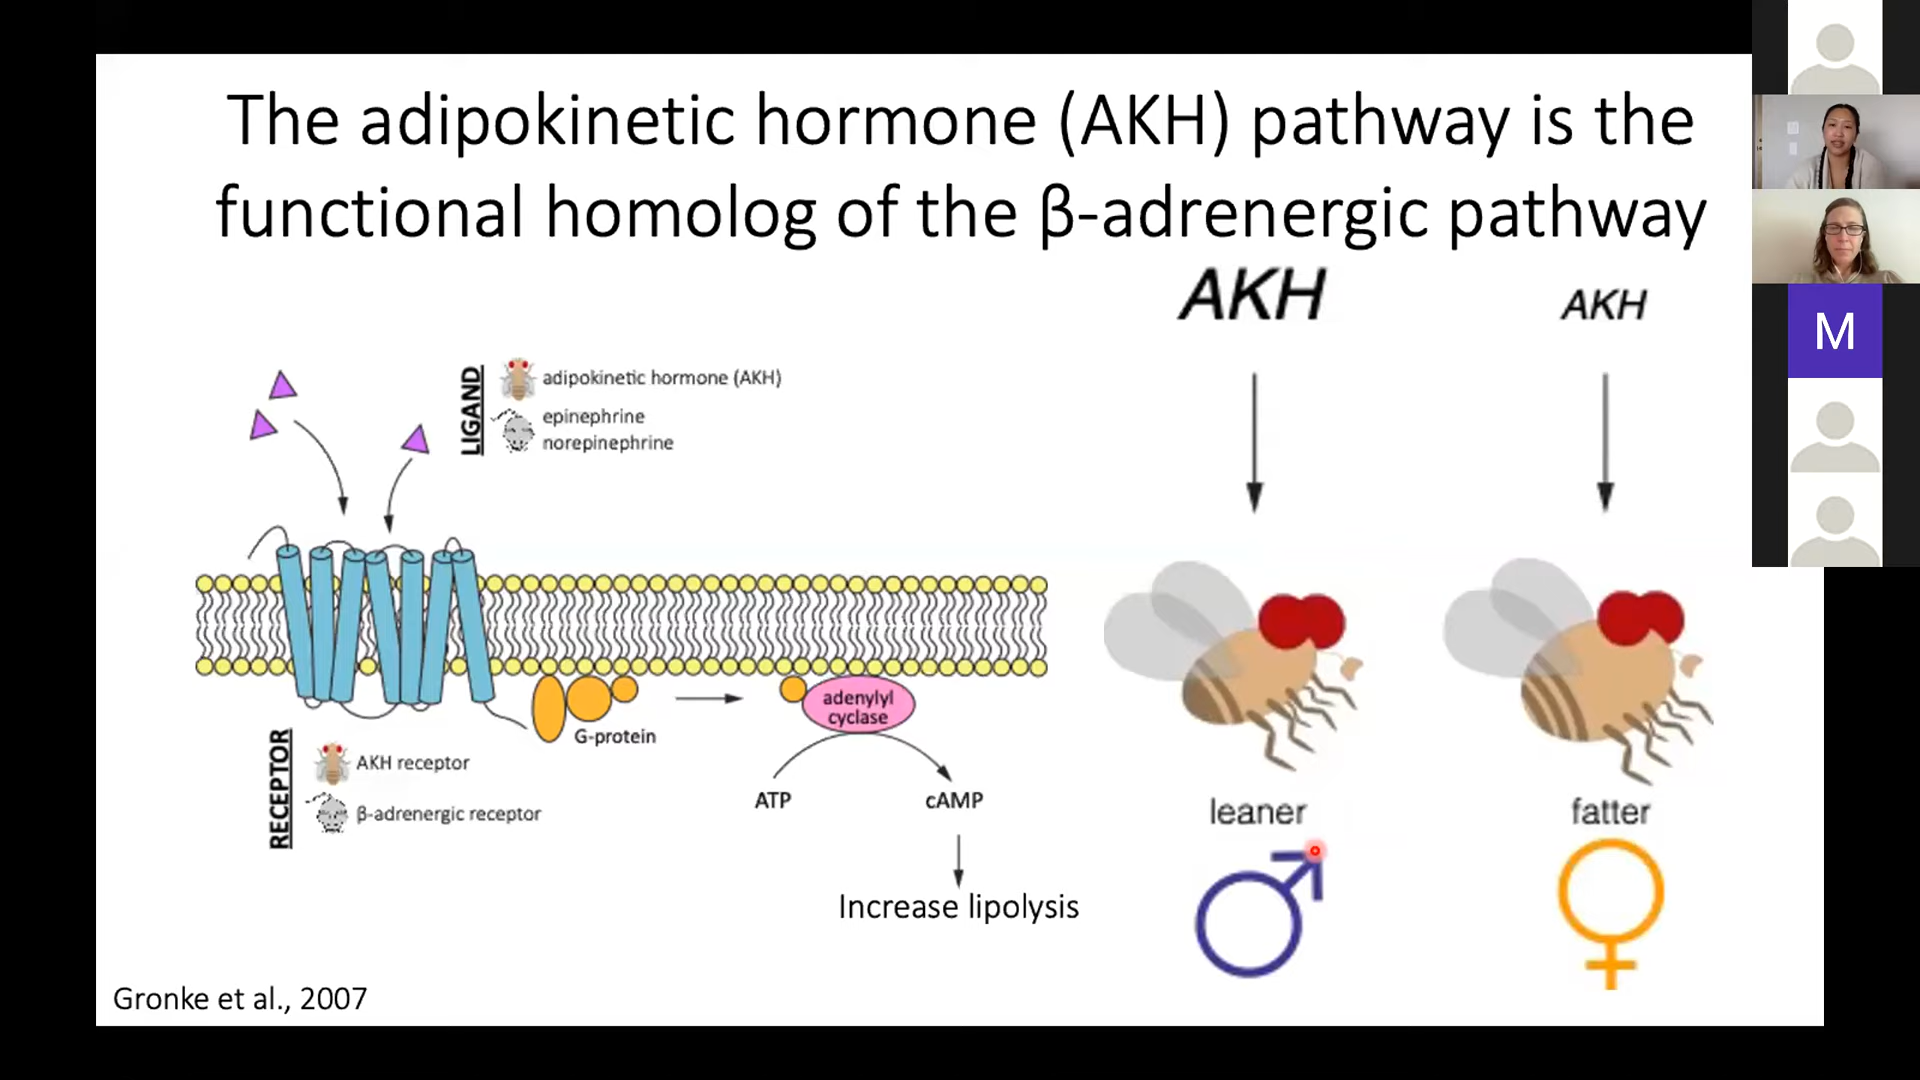 The adipokinetic hormone (AKH) pathway is the
functional homolog of the β-adrenergic pathway
AKH
AKH
LIGAND
adipokinetic hormone (AKH)
epinephrine
norepinephrine
adenylyl
cyclase
G-protein
RECEPTOR
AKH receptor
β-adrenergic receptor
ATP
cAMP
Increase lipolysis
leaner
fatter
Gronke et al., 2007
M